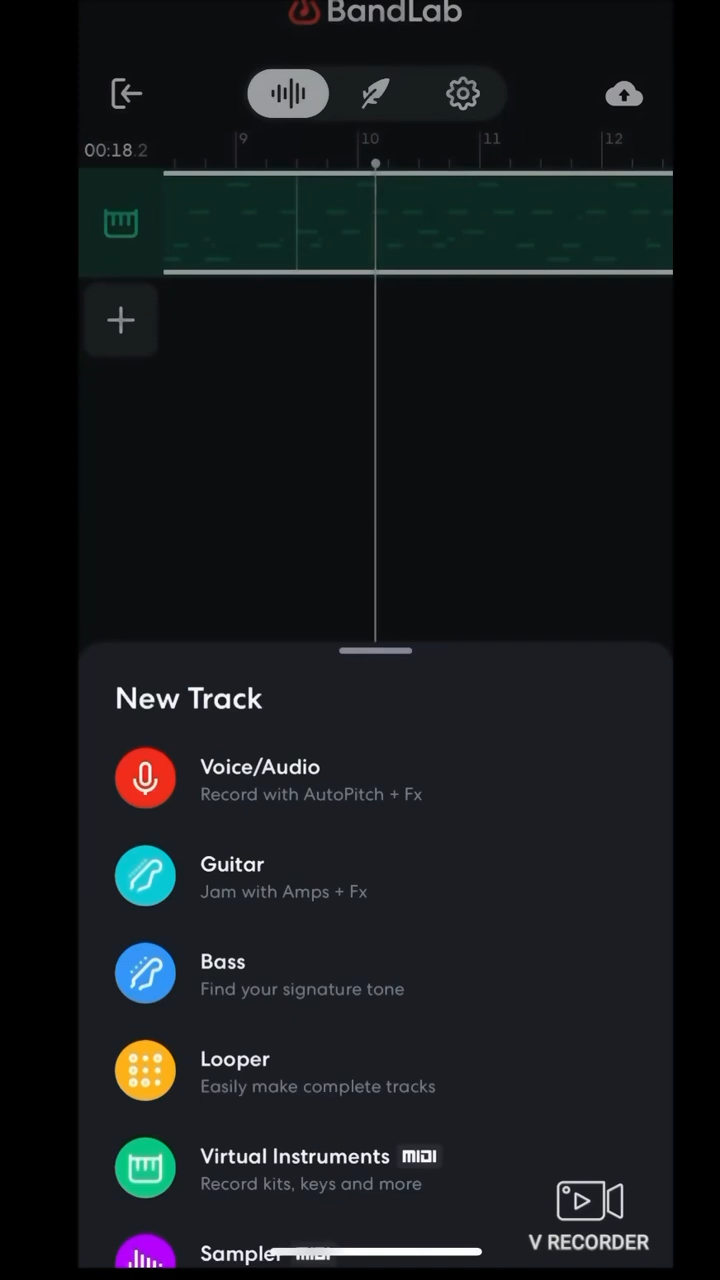 BandLab
00:18.2
9
10
11
12
New Track
Voice/Audio
Record with AutoPitch + Fx
Guitar
Jam with Amps + Fx
Bass
Find your signature tone
Looper
Easily make complete tracks
Virtual Instruments MIDI
Record kits, keys and more
Sampler MIDI
V RECORDER